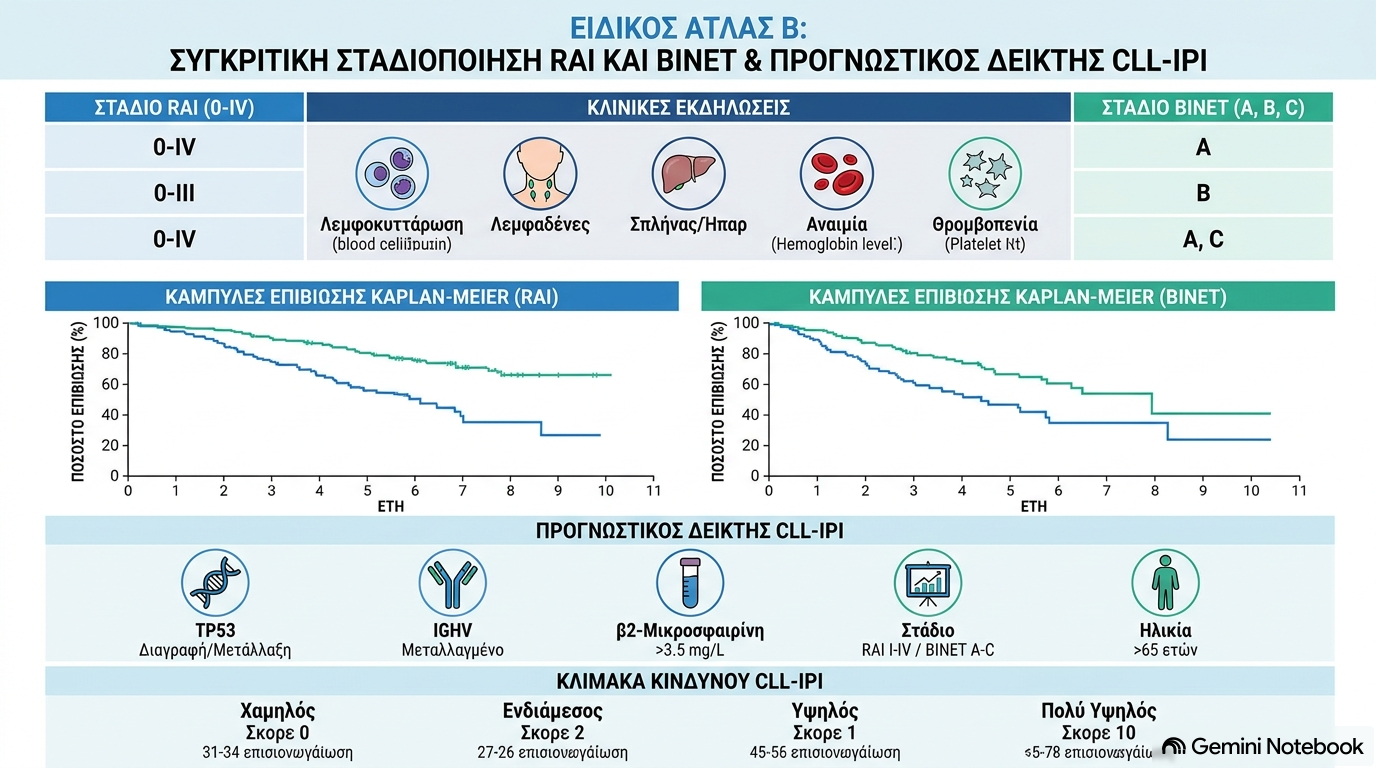 ΕΙΔΙΚΟΣ ΑΤΛΑΣ Β:
ΣΥΓΚΡΙΤΙΚΗ ΣΤΑΔΙΟΠΟΙΗΣΗ RAI ΚΑΙ BINET & ΠΡΟΓΝΩΣΤΙΚΟΣ ΔΕΙΚΤΗΣ CLL-IPI
ΣΤΑΔΙΟ RAI (0-IV)
ΚΛΙΝΙΚΕΣ ΕΚΔΗΛΩΣΕΙΣ
ΣΤΑΔΙΟ BINET (A, B, C)
0-IV
0-III
0-IV
Λεμφοκυττάρωση
(blood
Λεμφαδένες
Σπλήνας/Ήπαρ
Αναιμία
(Hemoglobin
Θρομβοπενία
(Platelet
A
B
A, C
ΚΑΜΠΥΛΕΣ ΕΠΙΒΙΩΣΗΣ KAPLAN-MEIER (RAI)
ΠΟΣΟΣΤΟ ΕΠΙΒΙΩΣΗΣ (%)
100
80
60
40
20
0
0 1 2 3 4 5 6 7 8 9 10 11
ΕΤΗ
ΚΑΜΠΥΛΕΣ ΕΠΙΒΙΩΣΗΣ KAPLAN-MEIER (BINET)
ΠΟΣΟΣΤΟ ΕΠΙΒΙΩΣΗΣ (%)
100
80
60
40
20
0
0 1 2 3 4 5 6 7 8 9 10 11
ΕΤΗ
ΠΡΟΓΝΩΣΤΙΚΟΣ ΔΕΙΚΤΗΣ CLL-IPI
TP53
Διαγραφή/Μετάλλαξη
IGHV
Μεταλλαγμένο
β2-Μικροσφαιρίνη
>3.5 mg/L
Στάδιο
RAI I-IV / BINET A-C
Ηλικία
>65 ετών
ΚΛΙΜΑΚΑ ΚΙΝΔΥΝΟΥ CLL-IPI
Χαμηλός
Σκορε 0
31-34
Ενδιάμεσος
Σκορε 2
27-26
Υψηλός
Σκορε 1
45-56
Πολύ Υψηλός
Σκορε 10
Gemini Notebook